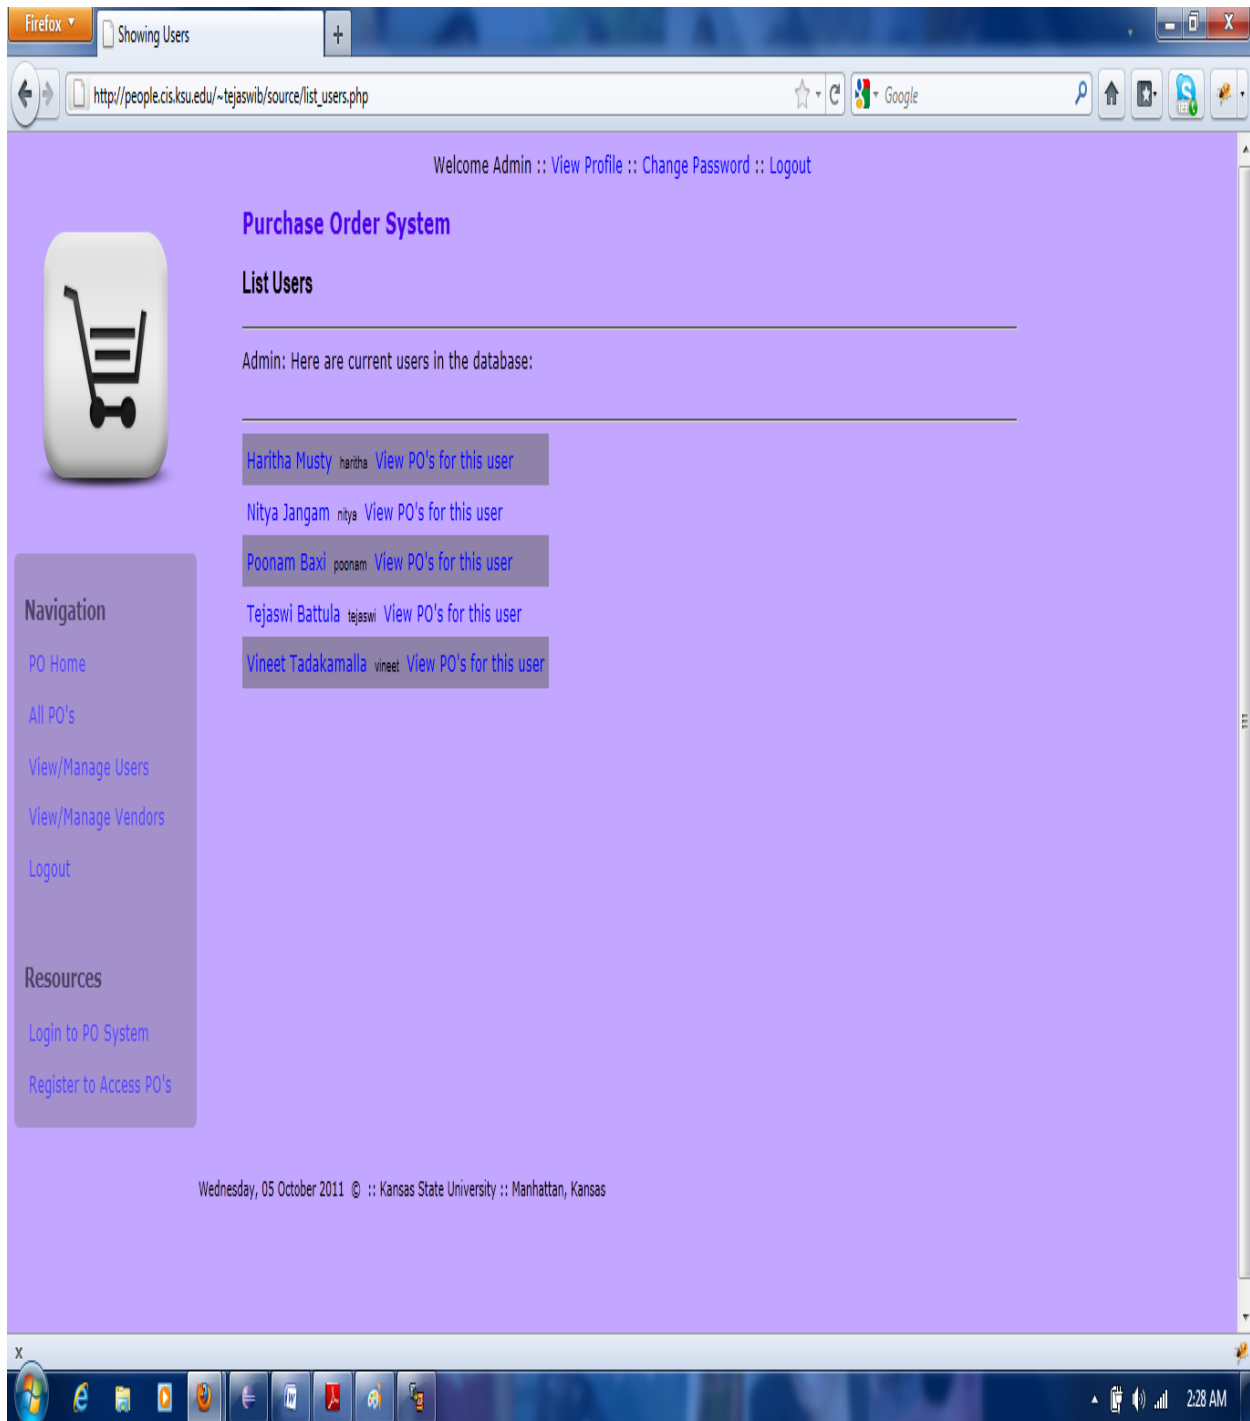 Firefox
Showing Users
http://people.cis.ksu.edu/~tejaswib/source/list_users.php
Google
Welcome Admin :: View Profile :: Change Password :: Logout
Purchase Order System
List Users
Admin: Here are current users in the database:
Haritha Musty haritha View PO's for this user
Nitya Jangam nitya View PO's for this user
Poonam Baxi poonam View PO's for this user
Tejaswi Battula tejaswi View PO's for this user
Vineet Tadakamalla vineet View PO's for this user
Navigation
PO Home
All PO's
View/Manage Users
View/Manage Vendors
Logout
Resources
Login to PO System
Register to Access PO's
Wednesday, 05 October 2011 © :: Kansas State University :: Manhattan, Kansas
x
2:28 AM